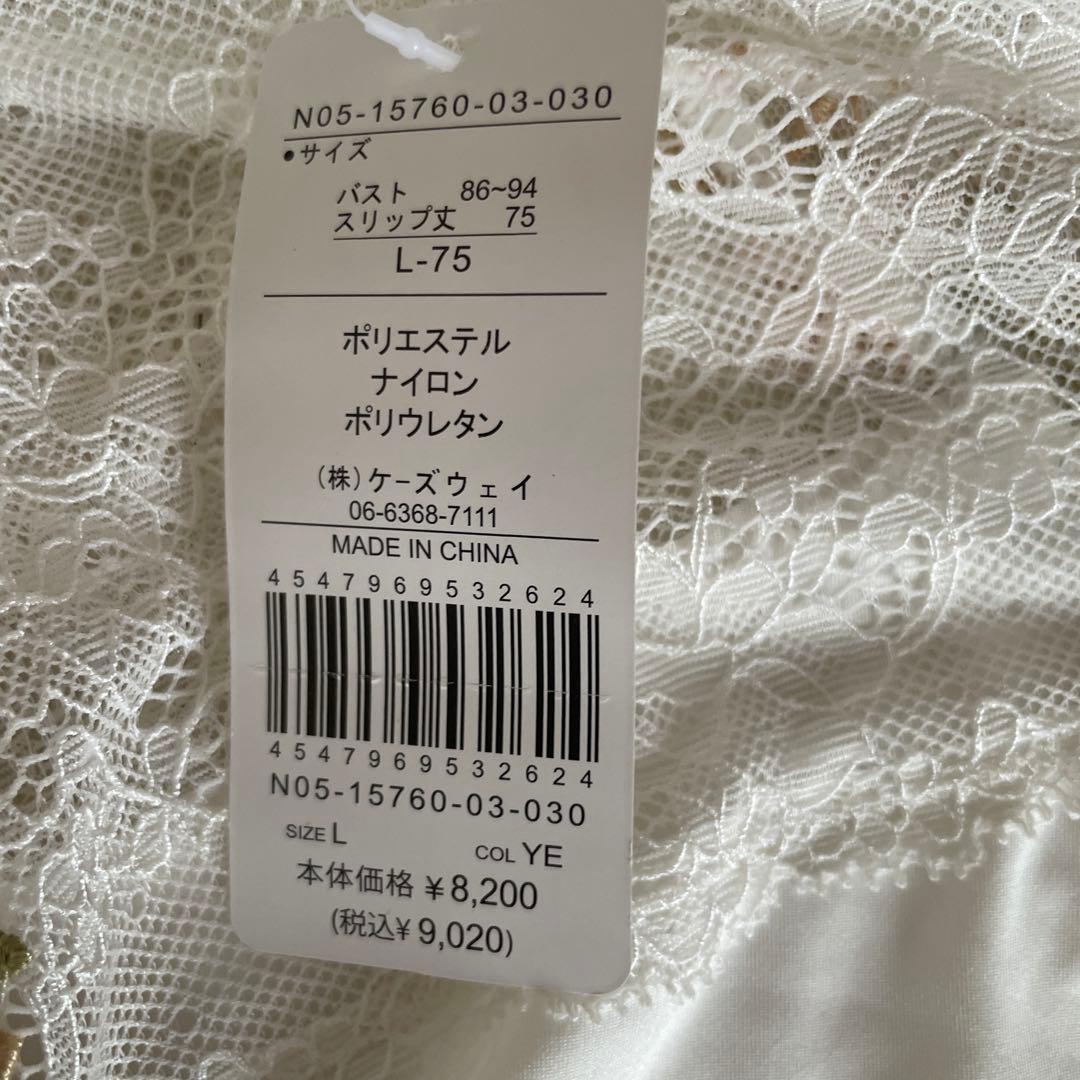 N05-15760-03-030
●サイズ
バスト 86~94
スリップ丈 75
L-75
ポリエステル
ナイロン
ポリウレタン
(株)ケーズウェイ
06-6368-7111
MADE IN CHINA
4547969532624
4547969532624
N05-15760-03-030
SIZE L COL YE
本体価格 ¥8,200
(税込¥ 9,020)